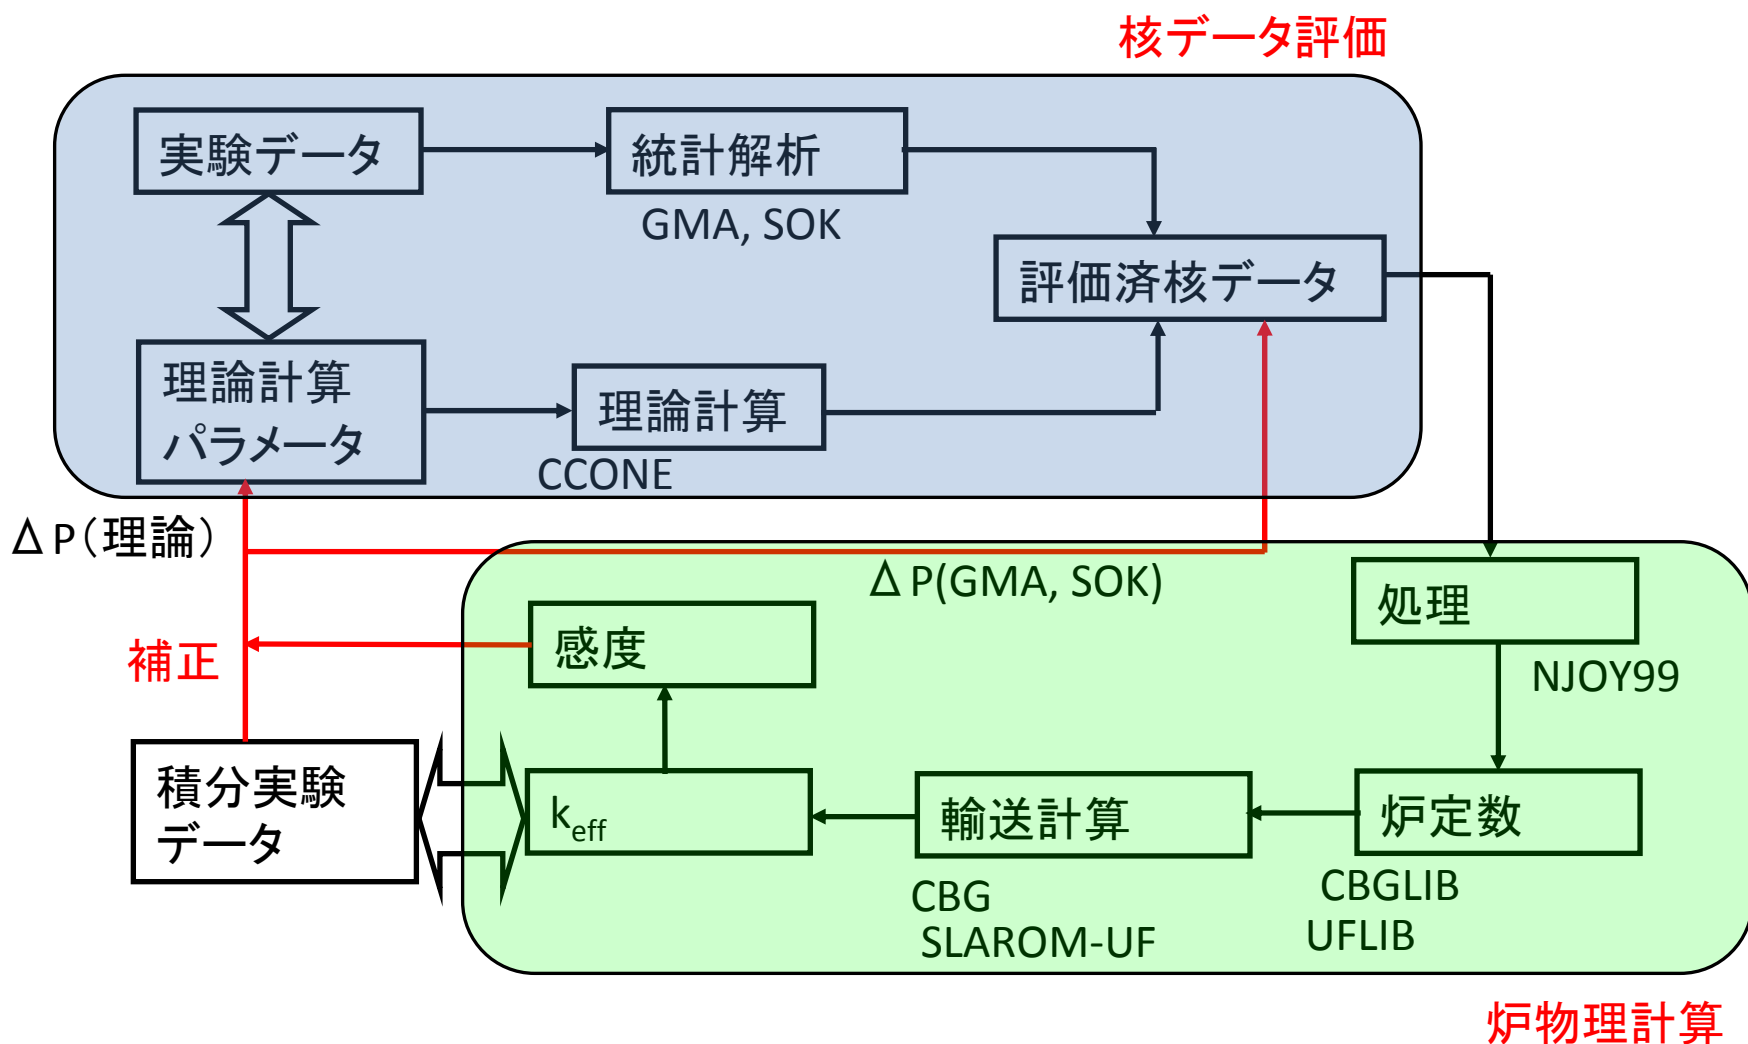 核データ評価
実験データ
統計解析
GMA, SOK
評価済核データ
理論計算
パラメータ
理論計算
CCONE
ΔP(理論)
ΔP(GMA, SOK)
処理
NJOY99
感度
補正
積分実験
データ
keff
輸送計算
炉定数
CBG
SLAROM-UF
CBGLIB
UFLIB
炉物理計算